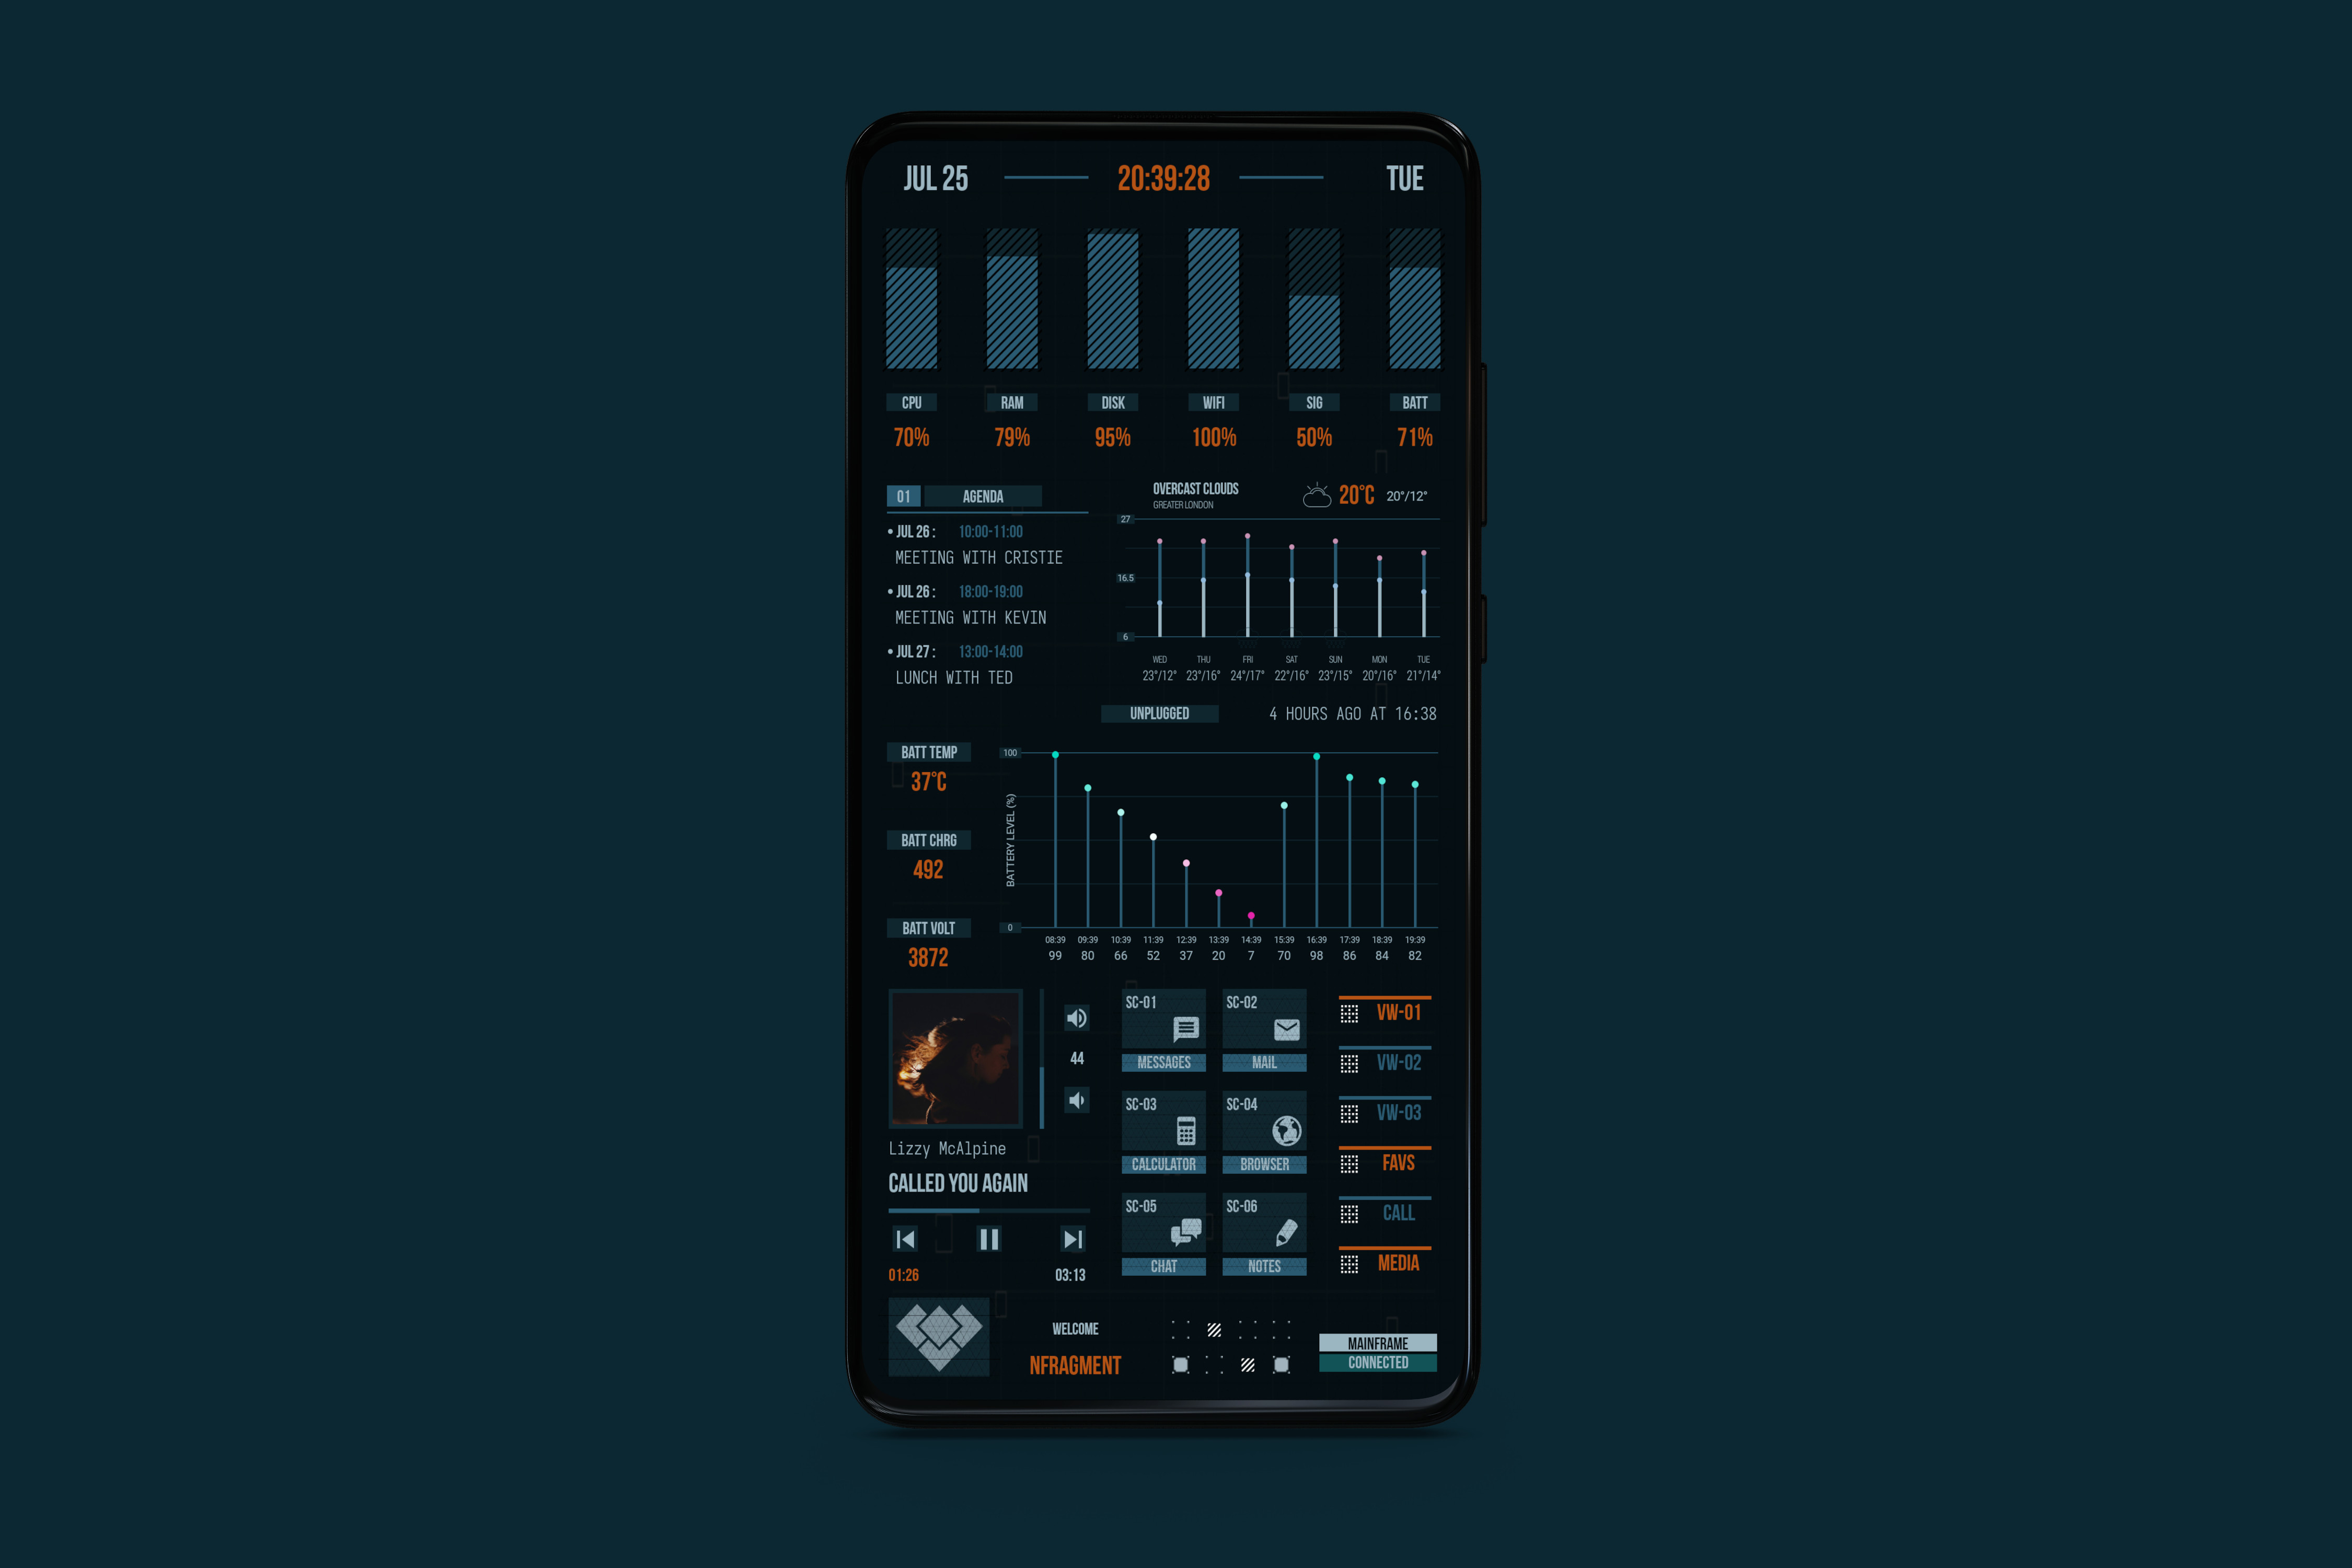 JUL 25 20:39:28 TUE
CPU RAM DISK WIFI SIG BATT
70% 79% 95% 100% 50% 71%
01 AGENDA
• JUL 26 : 10:00-11:00
MEETING WITH CRISTIE
• JUL 26 : 18:00-19:00
MEETING WITH KEVIN
• JUL 27 : 13:00-14:00
LUNCH WITH TED
OVERCAST CLOUDS
GREATER LONDON
20°C 20°/12°
27
16.5
6
WED THU FRI SAT SUN MON TUE
23°/12° 23°/16° 24°/17° 22°/16° 23°/15° 20°/16° 21°/14°
UNPLUGGED 4 HOURS AGO AT 16:38
BATT TEMP
37°C
BATT CHRG
492
BATT VOLT
3872
100
BATTERY LEVEL (%)
0
08:39 09:39 10:39 11:39 12:39 13:39 14:39 15:39 16:39 17:39 18:39 19:39
99 80 66 52 37 20 7 70 98 86 84 82
44
Lizzy McAlpine
CALLED YOU AGAIN
01:26 03:13
SC-01 SC-02
MESSAGES MAIL
SC-03 SC-04
CALCULATOR BROWSER
SC-05 SC-06
CHAT NOTES
VW-01
VW-02
VW-03
FAVS
CALL
MEDIA
WELCOME
NFRAGMENT
MAINFRAME
CONNECTED